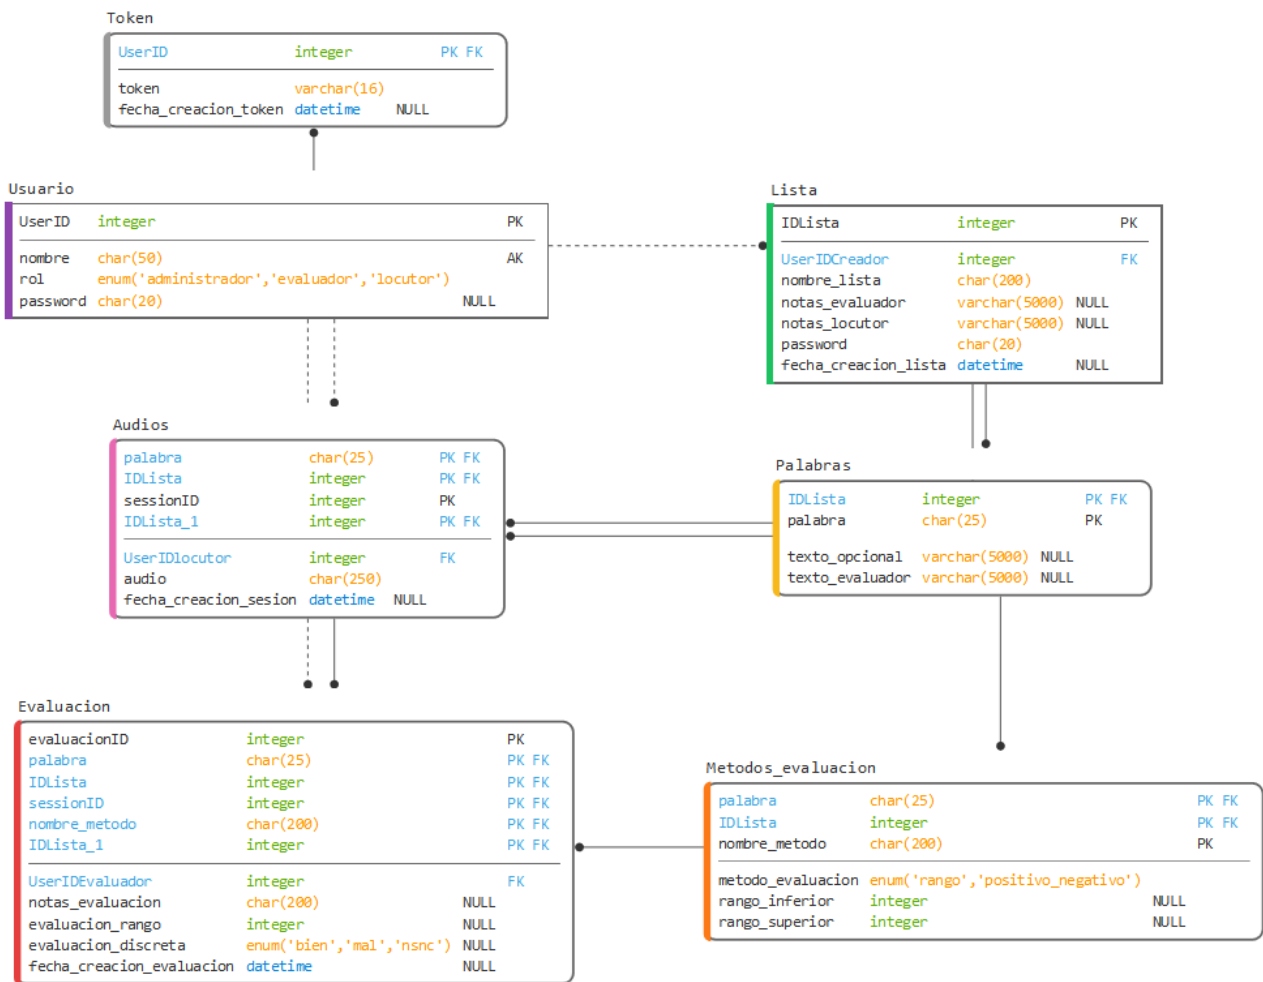 Token
UserID integer PK FK
token varchar(16)
fecha_creacion_token datetime NULL
Usuario
UserID integer PK
nombre char(50) AK
rol enum('administrador','evaluador','locutor')
password char(20) NULL
Lista
IDLista integer PK
UserIDCreador integer FK
nombre_lista char(200)
notas_evaluador varchar(5000) NULL
notas_locutor varchar(5000) NULL
password char(20)
fecha_creacion_lista datetime NULL
Audios
palabra char(25) PK FK
IDLista integer PK FK
sessionID integer PK
IDLista_1 integer PK FK
UserIDlocutor integer FK
audio char(250)
fecha_creacion_sesion datetime NULL
Palabras
IDLista integer PK FK
palabra char(25) PK
texto_opcional varchar(5000) NULL
texto_evaluador varchar(5000) NULL
Evaluacion
evaluacionID integer PK
palabra char(25) PK FK
IDLista integer PK FK
sessionID integer PK FK
nombre_metodo char(200) PK FK
IDLista_1 integer PK FK
UserIDEvaluador integer FK
notas_evaluacion char(200) NULL
evaluacion_rango integer NULL
evaluacion_discreta enum('bien','mal','nsnc') NULL
fecha_creacion_evaluacion datetime NULL
Metodos_evaluacion
palabra char(25) PK FK
IDLista integer PK FK
nombre_metodo char(200) PK
metodo_evaluacion enum('rango','positivo_negativo')
rango_inferior integer NULL
rango_superior integer NULL